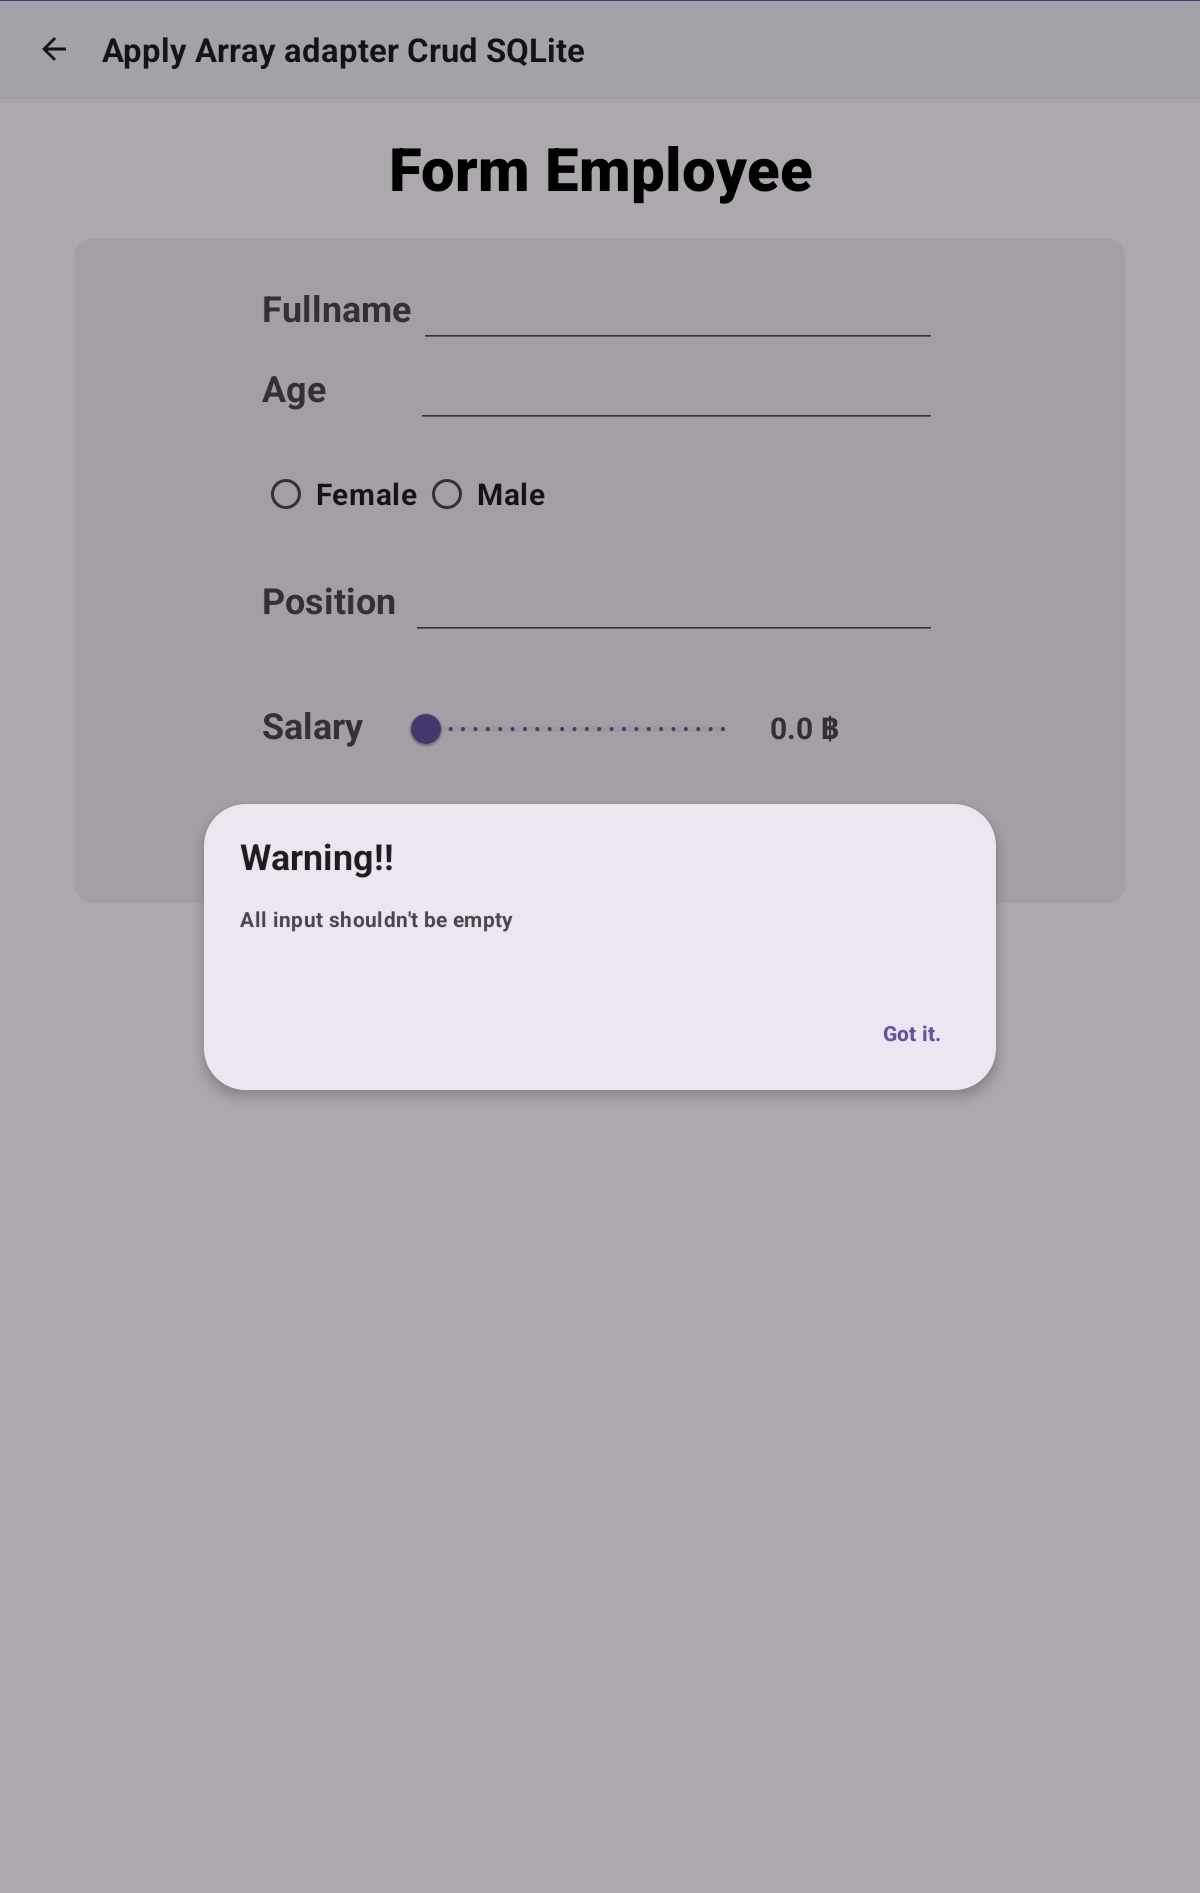 Apply Array adapter Crud SQLite
Form Employee
Fullname
Age
Female Male
Position
Salary 0.0 ฿
Warning!!
All input shouldn't be empty
Got it.